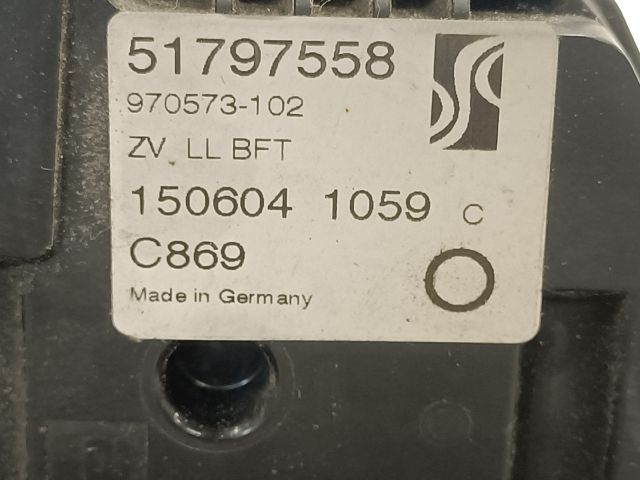 51797558
970573-102
ZV LL BFT
150604 1059 C
C869
Made in Germany